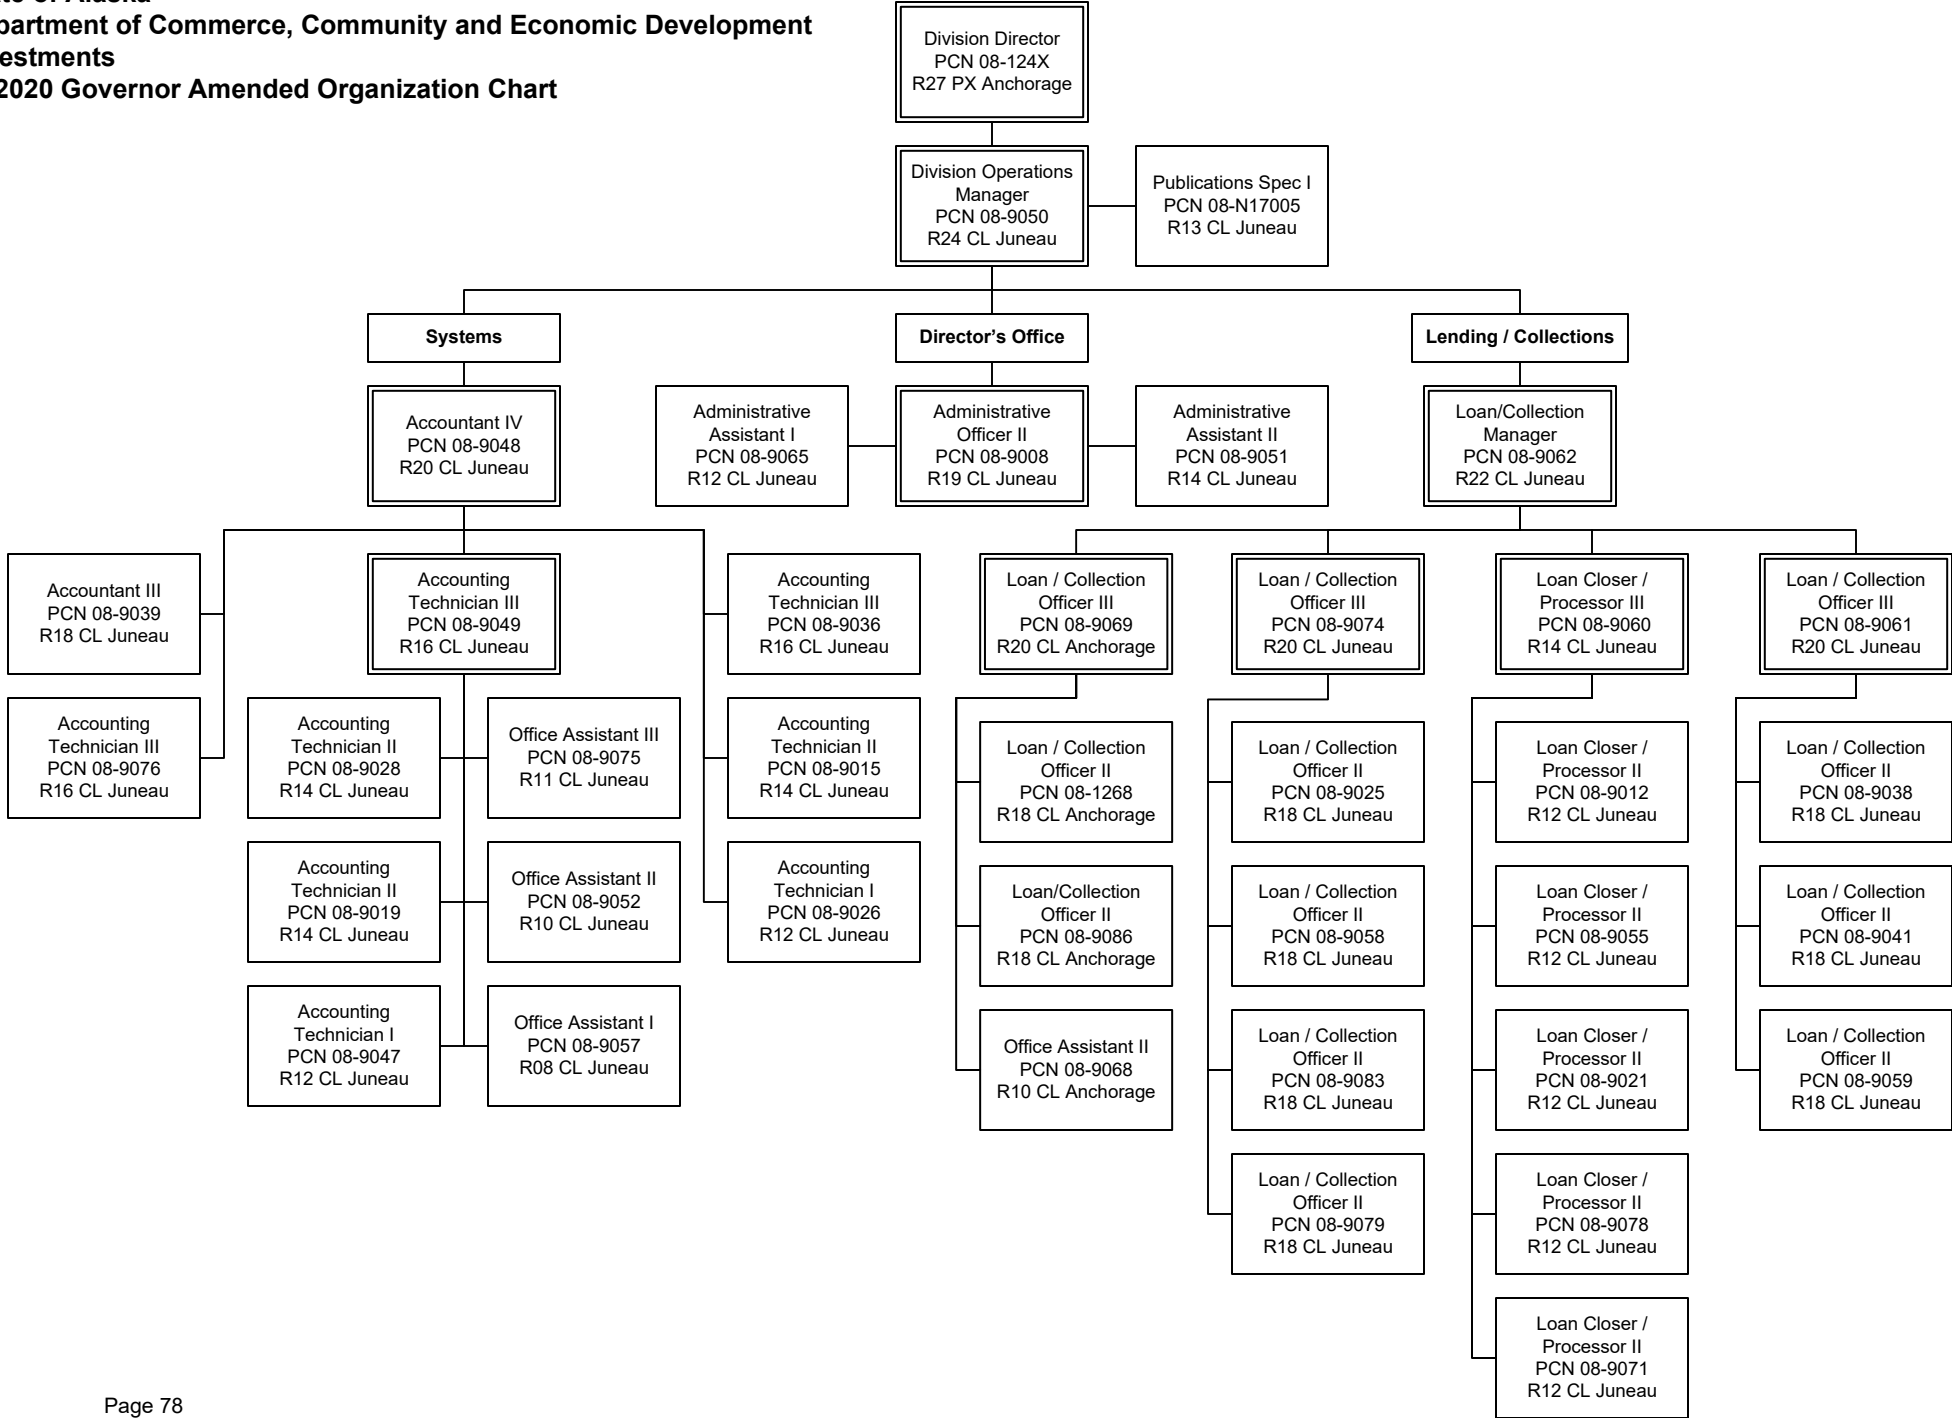 Department of Commerce, Community and Economic Development
2020 Governor Amended Organization Chart
Division Director
PCN 08-124X
R27 PX Anchorage
Division Operations
Manager
PCN 08-9050
R24 CL Juneau
Publications Spec I
PCN 08-N17005
R13 CL Juneau
Systems
Director’s Office
Lending / Collections
Accountant IV
PCN 08-9048
R20 CL Juneau
Administrative
Assistant I
PCN 08-9065
R12 CL Juneau
Administrative
Officer II
PCN 08-9008
R19 CL Juneau
Administrative
Assistant II
PCN 08-9051
R14 CL Juneau
Loan/Collection
Manager
PCN 08-9062
R22 CL Juneau
Accountant III
PCN 08-9039
R18 CL Juneau
Accounting
Technician III
PCN 08-9049
R16 CL Juneau
Accounting
Technician III
PCN 08-9036
R16 CL Juneau
Loan / Collection
Officer III
PCN 08-9069
R20 CL Anchorage
Loan / Collection
Officer III
PCN 08-9074
R20 CL Juneau
Loan Closer /
Processor III
PCN 08-9060
R14 CL Juneau
Loan / Collection
Officer III
PCN 08-9061
R20 CL Juneau
Accounting
Technician III
PCN 08-9076
R16 CL Juneau
Accounting
Technician II
PCN 08-9028
R14 CL Juneau
Office Assistant III
PCN 08-9075
R11 CL Juneau
Accounting
Technician II
PCN 08-9015
R14 CL Juneau
Loan / Collection
Officer II
PCN 08-1268
R18 CL Anchorage
Loan / Collection
Officer II
PCN 08-9025
R18 CL Juneau
Loan Closer /
Processor II
PCN 08-9012
R12 CL Juneau
Loan / Collection
Officer II
PCN 08-9038
R18 CL Juneau
Accounting
Technician II
PCN 08-9019
R14 CL Juneau
Office Assistant II
PCN 08-9052
R10 CL Juneau
Accounting
Technician I
PCN 08-9026
R12 CL Juneau
Loan/Collection
Officer II
PCN 08-9086
R18 CL Anchorage
Loan / Collection
Officer II
PCN 08-9058
R18 CL Juneau
Loan Closer /
Processor II
PCN 08-9055
R12 CL Juneau
Loan / Collection
Officer II
PCN 08-9041
R18 CL Juneau
Accounting
Technician I
PCN 08-9047
R12 CL Juneau
Office Assistant I
PCN 08-9057
R08 CL Juneau
Office Assistant II
PCN 08-9068
R10 CL Anchorage
Loan / Collection
Officer II
PCN 08-9083
R18 CL Juneau
Loan Closer /
Processor II
PCN 08-9021
R12 CL Juneau
Loan / Collection
Officer II
PCN 08-9059
R18 CL Juneau
Loan / Collection
Officer II
PCN 08-9079
R18 CL Juneau
Loan Closer /
Processor II
PCN 08-9078
R12 CL Juneau
Loan Closer /
Processor II
PCN 08-9071
R12 CL Juneau
Page 78